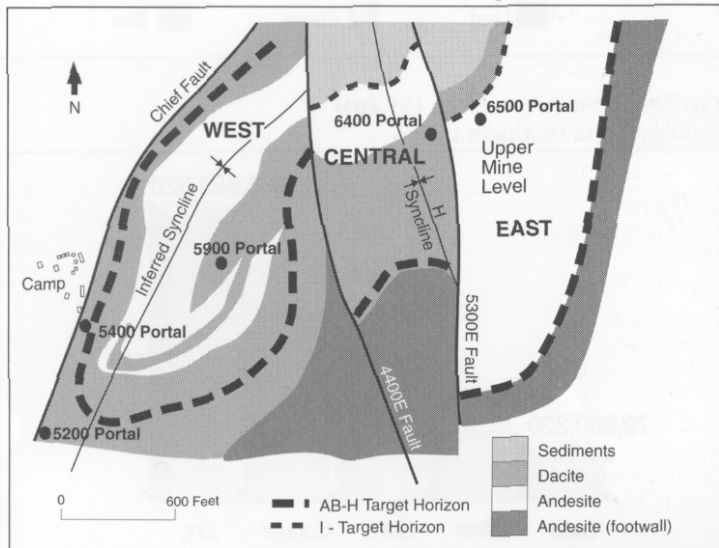 Chief Fault
N
WEST
6400 Portal
6500 Portal
CENTRAL
Upper
Mine
Level
H
Syncline
EAST
Inferred Syncline
5900 Portal
Camp
5400 Portal
5300E Fault
4400E Fault
5200 Portal
0 600 Feet
AB-H Target Horizon
I - Target Horizon
Sediments
Dacite
Andesite
Andesite (footwall)